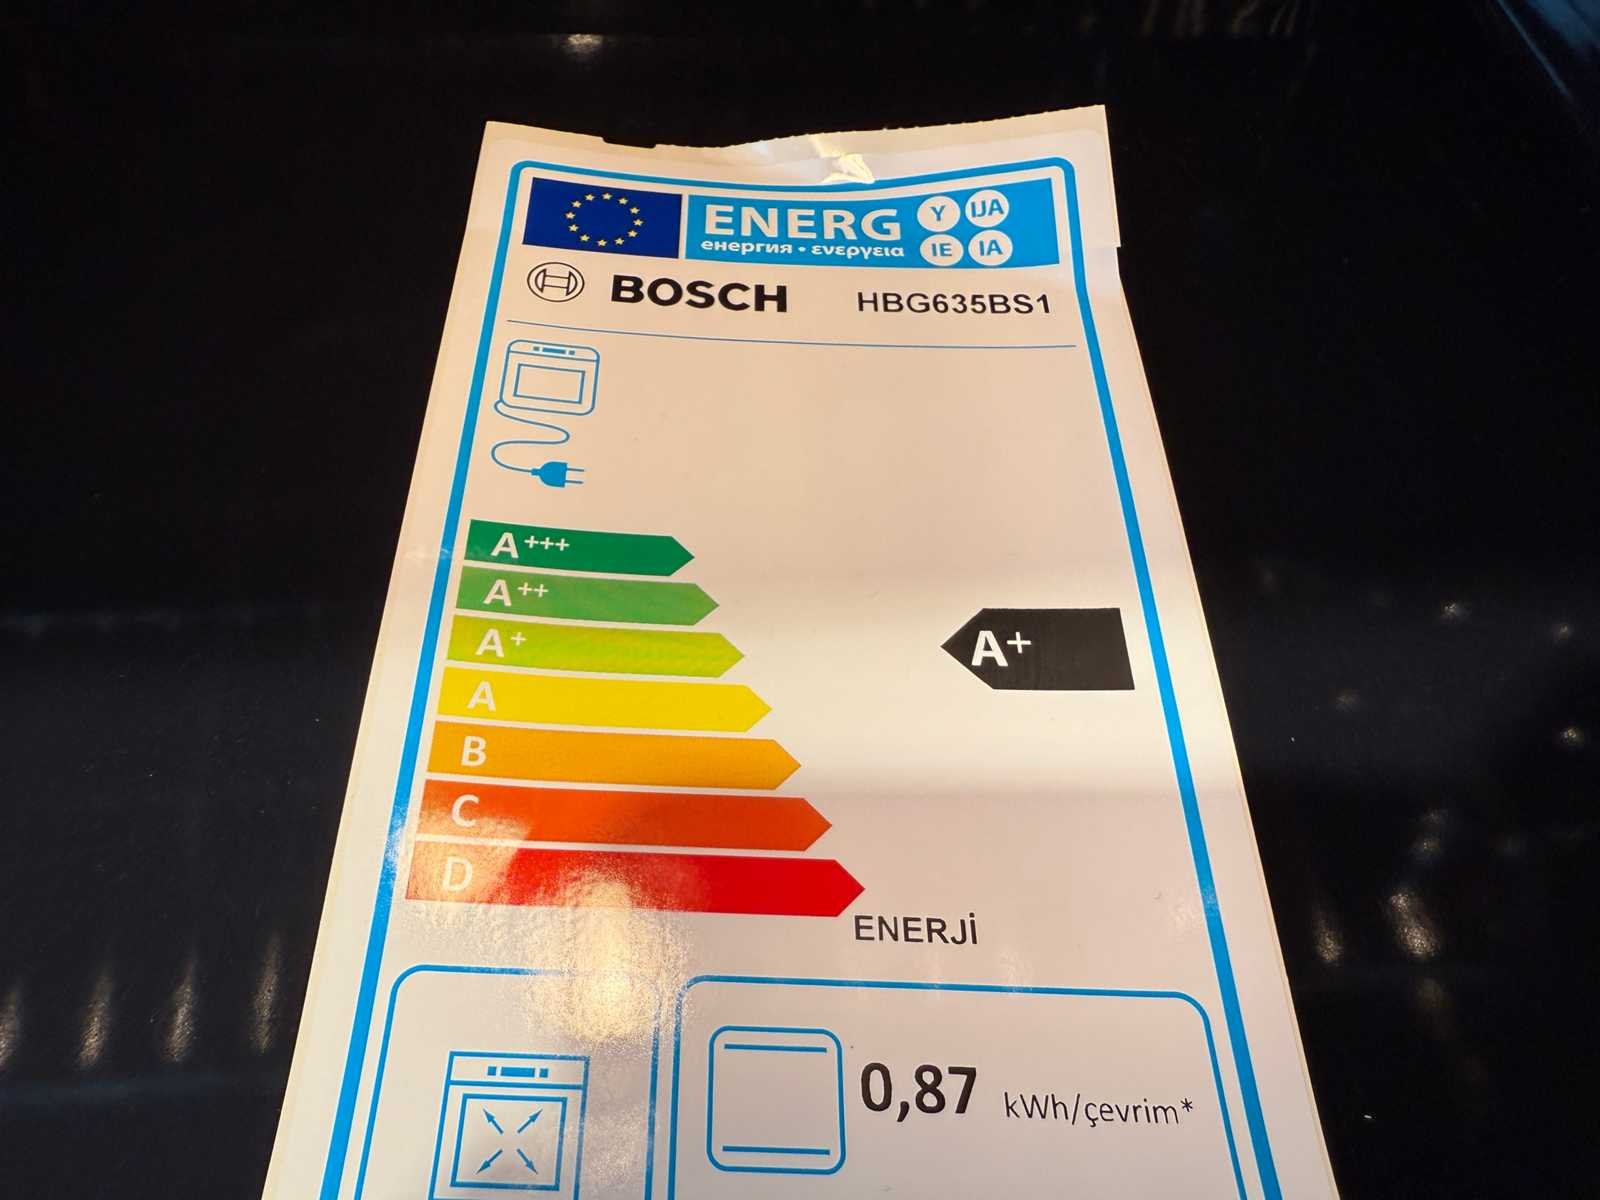 ENERG Y IJA
енергия · ενεργεια IE IA
BOSCH HBG635BS1
A+++
A++
A+
A+
A
B
C
D
ENERJİ
0,87 kWh/çevrim*